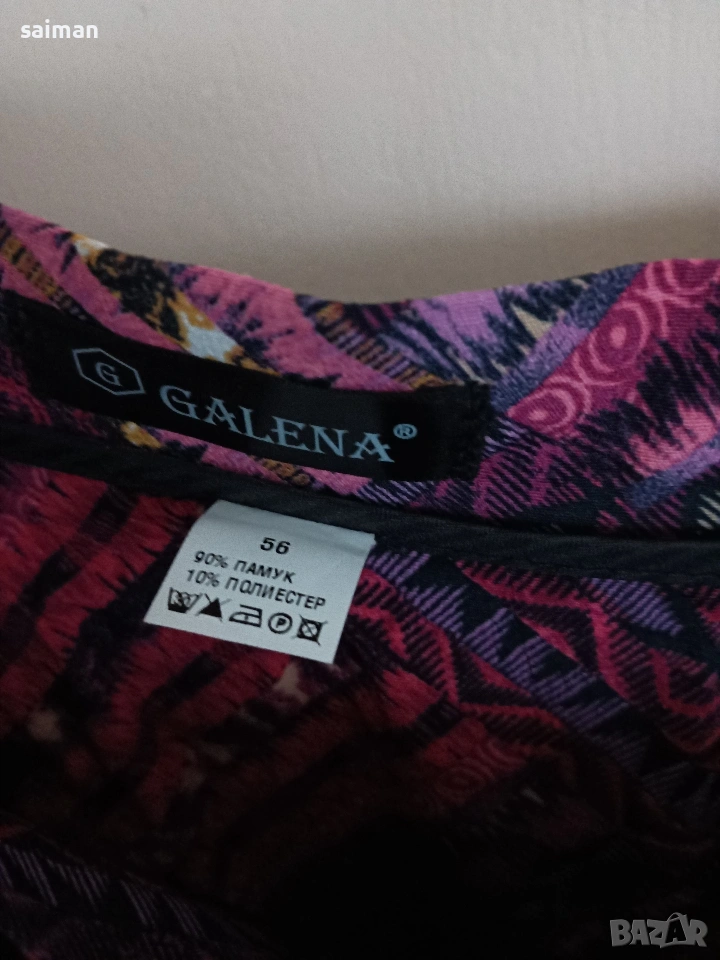 saiman
G GALENA®
56
90% ПАМУК
10% ПОЛИЕСТЕР
P
BAZAR